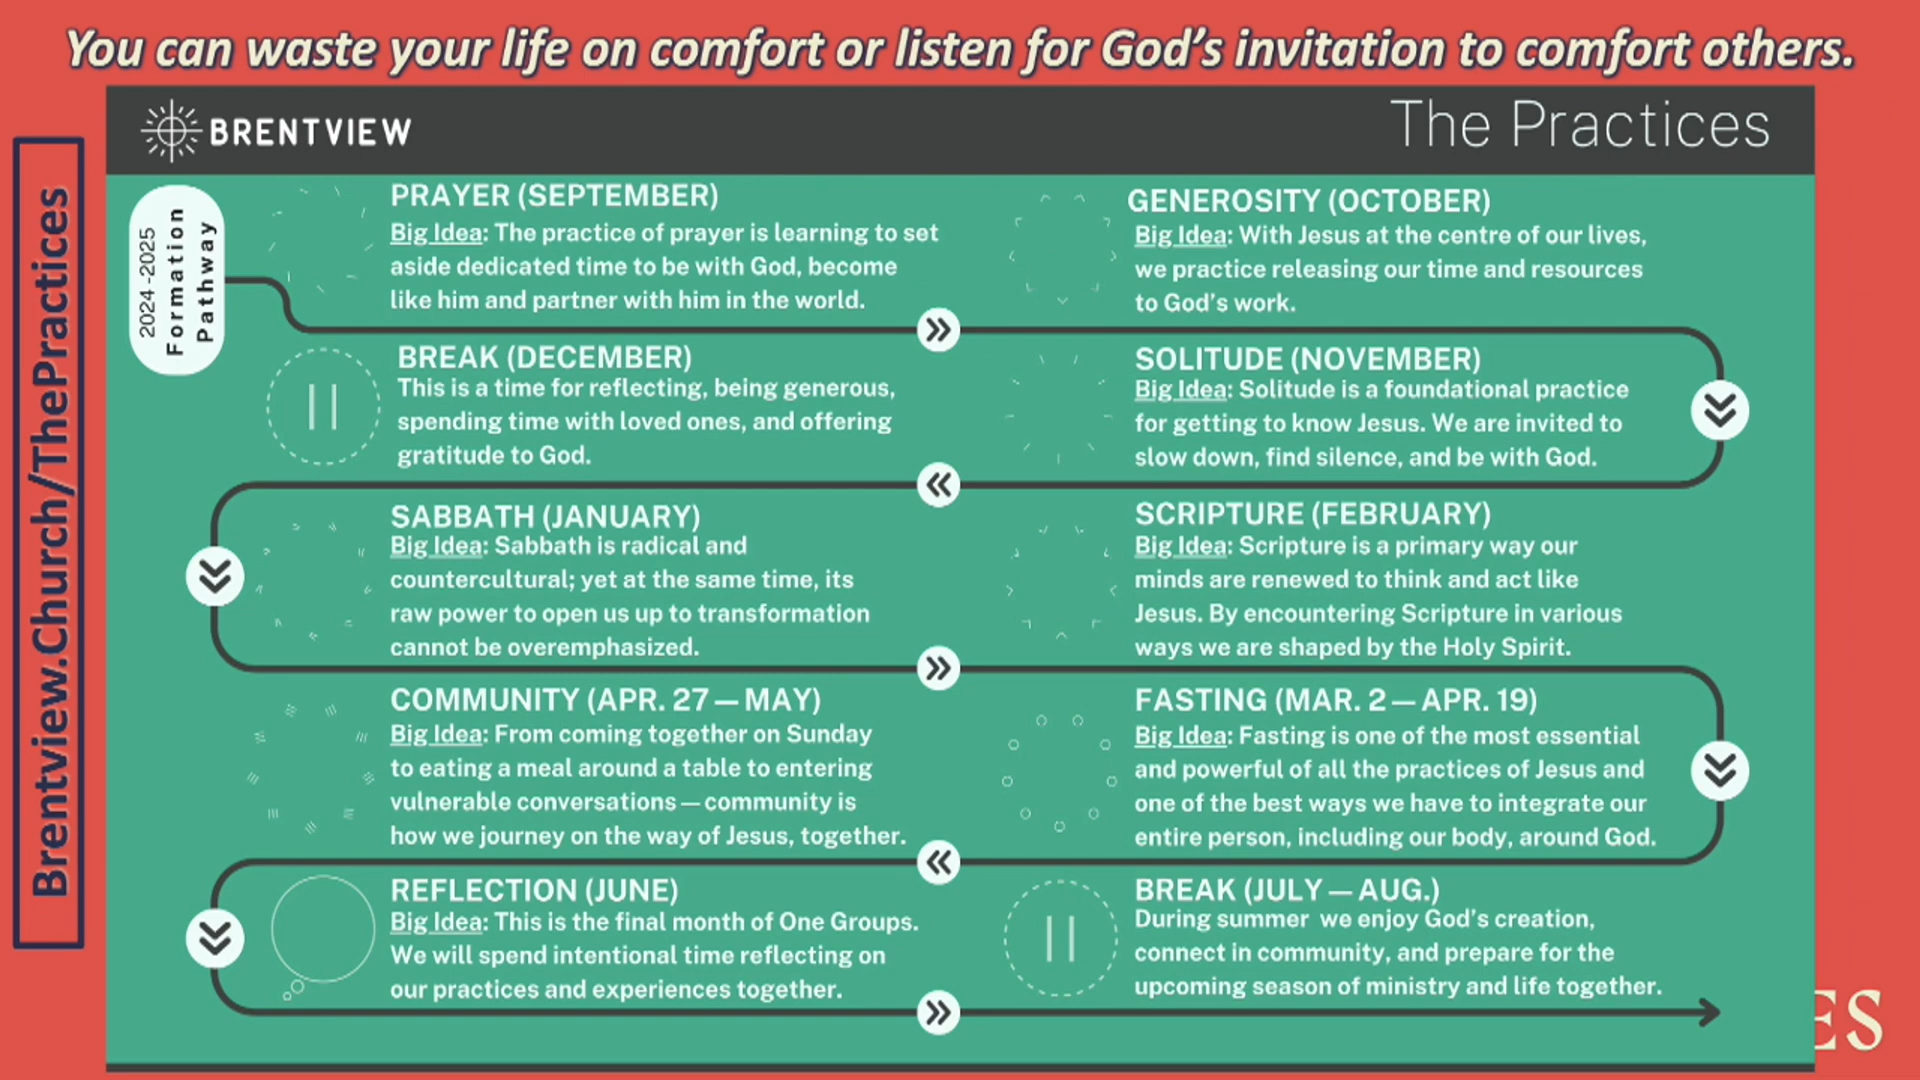 You can waste your life on comfort or listen for God's invitation to comfort others.
Brentview.Church/ThePractices
BRENTVIEW
The Practices
2024-2025
Formation
Pathway
PRAYER (SEPTEMBER)
Big Idea: The practice of prayer is learning to set
aside dedicated time to be with God, become
like him and partner with him in the world.
GENEROSITY (OCTOBER)
Big Idea: With Jesus at the centre of our lives,
we practice releasing our time and resources
to God's work.
BREAK (DECEMBER)
This is a time for reflecting, being generous,
spending time with loved ones, and offering
gratitude to God.
SOLITUDE (NOVEMBER)
Big Idea: Solitude is a foundational practice
for getting to know Jesus. We are invited to
slow down, find silence, and be with God.
SABBATH (JANUARY)
Big Idea: Sabbath is radical and
countercultural; yet at the same time, its
raw power to open us up to transformation
cannot be overemphasized.
SCRIPTURE (FEBRUARY)
Big Idea: Scripture is a primary way our
minds are renewed to think and act like
Jesus. By encountering Scripture in various
ways we are shaped by the Holy Spirit.
COMMUNITY (APR. 27 — MAY)
Big Idea: From coming together on Sunday
to eating a meal around a table to entering
vulnerable conversations — community is
how we journey on the way of Jesus, together.
FASTING (MAR. 2 — APR. 19)
Big Idea: Fasting is one of the most essential
and powerful of all the practices of Jesus and
one of the best ways we have to integrate our
entire person, including our body, around God.
REFLECTION (JUNE)
Big Idea: This is the final month of One Groups.
We will spend intentional time reflecting on
our practices and experiences together.
BREAK (JULY — AUG.)
During summer we enjoy God's creation,
connect in community, and prepare for the
upcoming season of ministry and life together.
ES